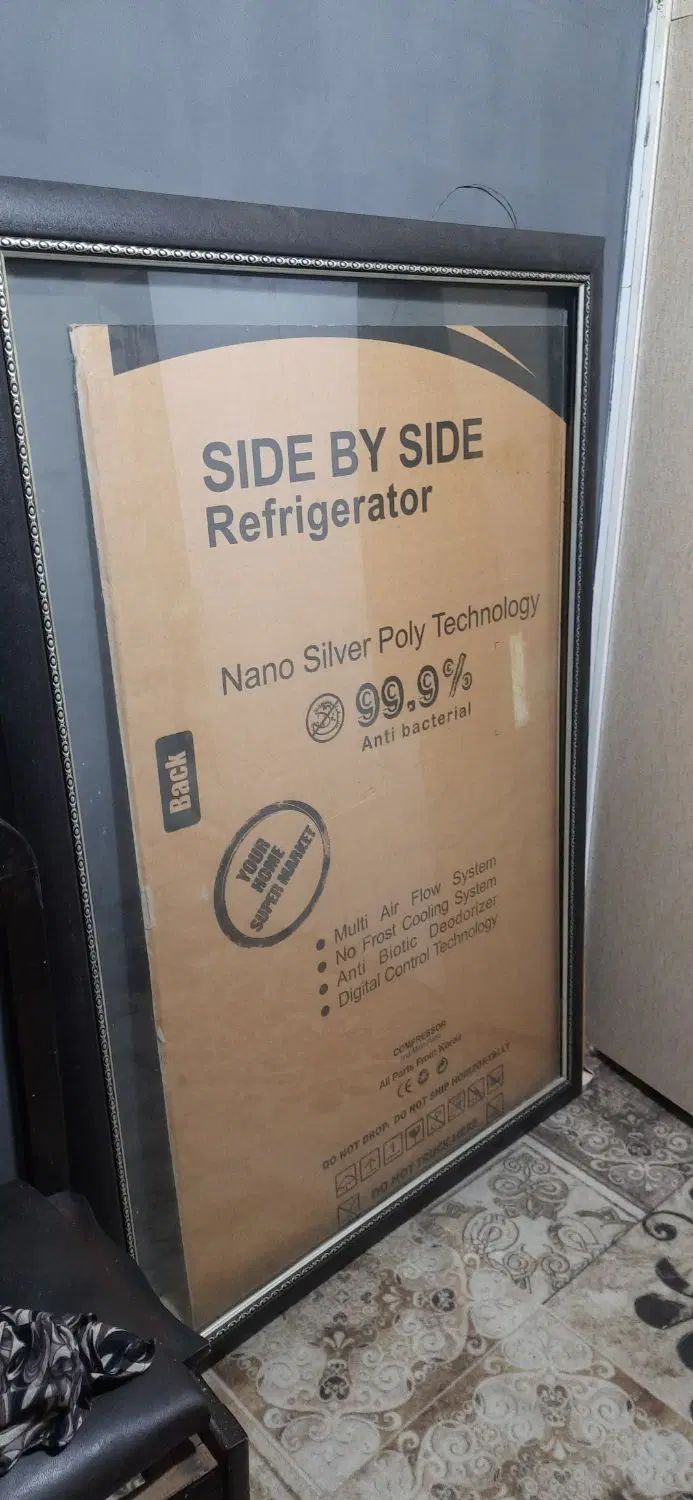 SIDE BY SIDE
Refrigerator
Nano Silver Poly Technology
99.9%
Anti bacterial
Back
YOUR
HOME
SUPER MARKET
• Multi Air Flow System
• No Frost Cooling System
• Anti Biotic Deodorizer
• Digital Control Technology
COMPRESSOR
All Parts From Korea
CE
DO NOT DROP, DO NOT SHIP HORIZONTALLY
DO NOT TRUCK HERE